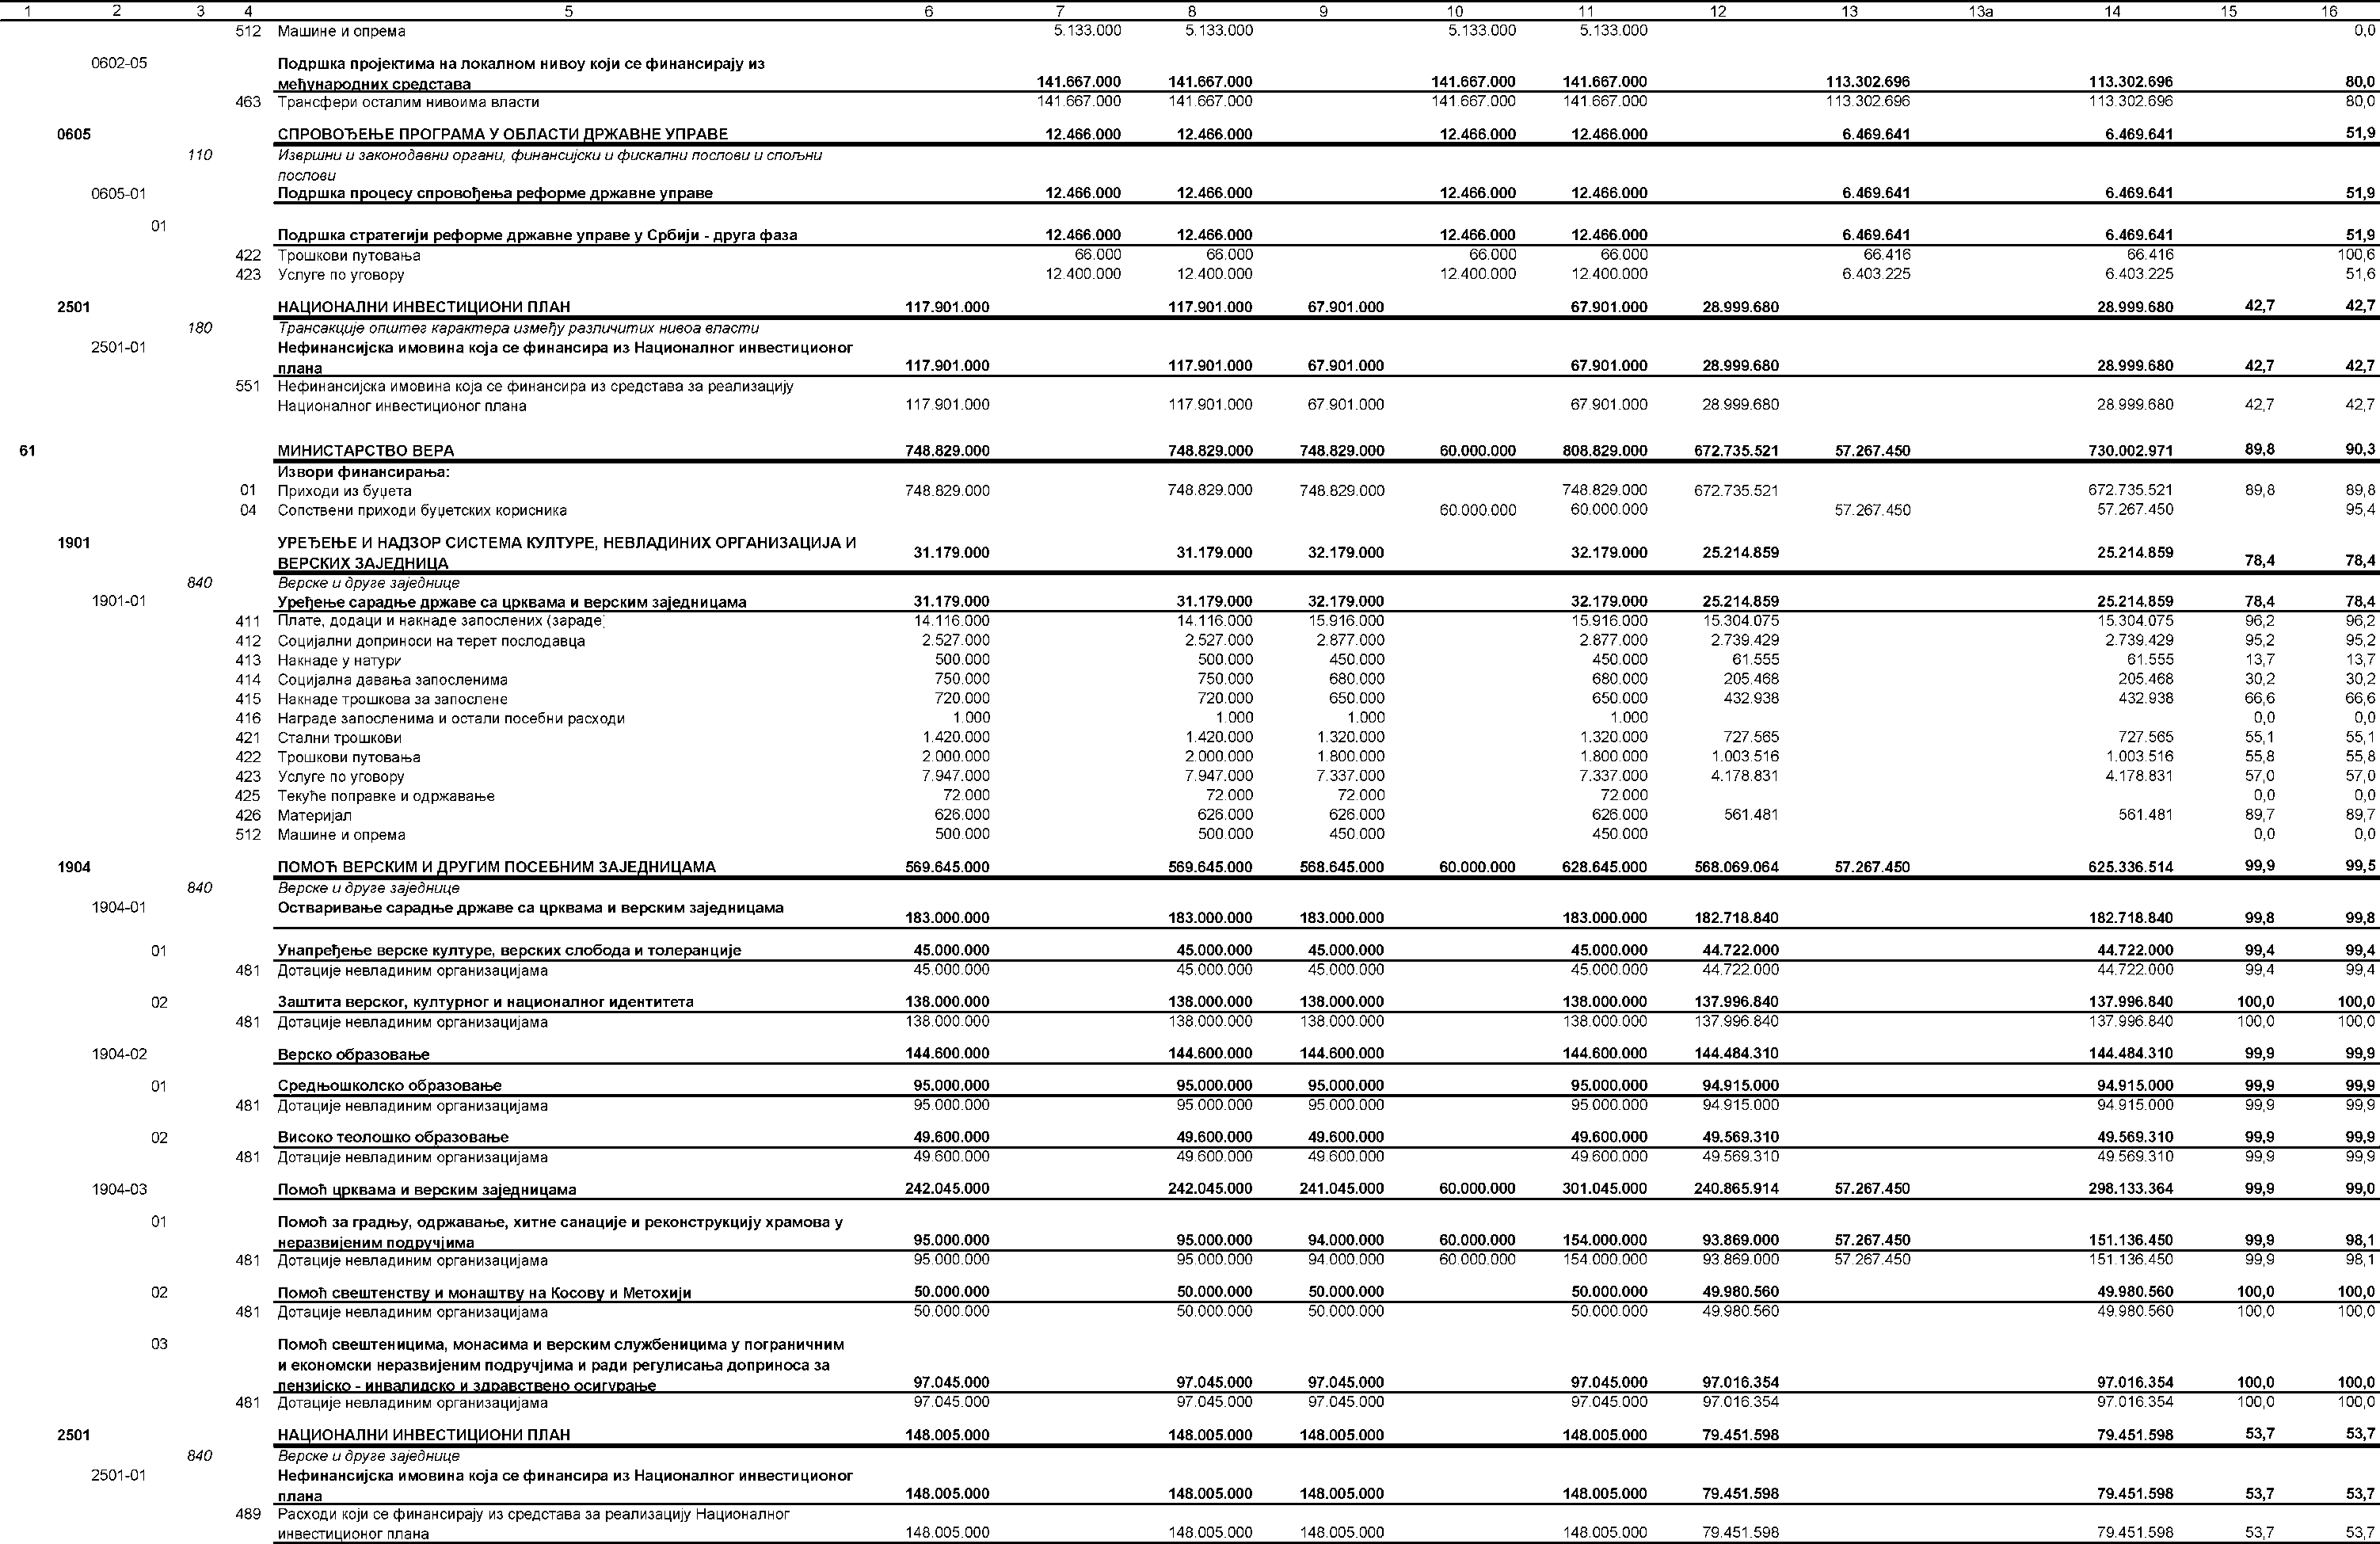 1 2 3 4 5 6 7 8 9 10 11 12 13 13а 14 15 16
512 Машине и опрема 5.133.000 5.133.000 5.133.000 5.133.000 0,0
0602-05 Подршка пројектима на локалном нивоу који се финансирају из
међународних средстава 141.667.000 141.667.000 141.667.000 141.667.000 113.302.696 113.302.696 80,0
463 Трансфери осталим нивоима власти 141.667.000 141.667.000 141.667.000 141.667.000 113.302.696 113.302.696 80,0
0605 СПРОВОЂЕЊЕ ПРОГРАМА У ОБЛАСТИ ДРЖАВНЕ УПРАВЕ 12.466.000 12.466.000 12.466.000 12.466.000 6.469.641 6.469.641 51,9
110 Извршни и законодавни органи, финансијски и фискални послови и спољни
послови
0605-01 Подршка процесу спровођења реформе државне управе 12.466.000 12.466.000 12.466.000 12.466.000 6.469.641 6.469.641 51,9
01 Подршка стратегији реформе државне управе у Србији - друга фаза 12.466.000 12.466.000 12.466.000 12.466.000 6.469.641 6.469.641 51,9
422 Трошкови путовања 66.000 66.000 66.000 66.000 66.416 66.416 100,6
423 Услуге по уговору 12.400.000 12.400.000 12.400.000 12.400.000 6.403.225 6.403.225 51,6
2501 НАЦИОНАЛНИ ИНВЕСТИЦИОНИ ПЛАН 117.901.000 117.901.000 67.901.000 67.901.000 28.999.680 28.999.680 42,7 42,7
180 Трансакције општег карактера између различитих нивоа власти
2501-01 Нефинансијска имовина која се финансира из Националног инвестиционог
плана 117.901.000 117.901.000 67.901.000 67.901.000 28.999.680 28.999.680 42,7 42,7
551 Нефинансијска имовина која се финансира из средстава за реализацију
Националног инвестиционог плана 117.901.000 117.901.000 67.901.000 67.901.000 28.999.680 28.999.680 42,7 42,7
61 МИНИСТАРСТВО ВЕРА 748.829.000 748.829.000 748.829.000 60.000.000 808.829.000 672.735.521 57.267.450 730.002.971 89,8 90,3
Извори финансирања:
01 Приходи из буџета 748.829.000 748.829.000 748.829.000 748.829.000 672.735.521 672.735.521 89,8 89,8
04 Сопствени приходи буџетских корисника 60.000.000 60.000.000 57.267.450 57.267.450 95,4
1901 УРЕЂЕЊЕ И НАДЗОР СИСТЕМА КУЛТУРЕ, НЕВЛАДИНИХ ОРГАНИЗАЦИЈА И
ВЕРСКИХ ЗАЈЕДНИЦА 31.179.000 31.179.000 32.179.000 32.179.000 25.214.859 25.214.859 78,4 78,4
840 Верске и друге заједнице
1901-01 Уређење сарадње државе са црквама и верским заједницама 31.179.000 31.179.000 32.179.000 32.179.000 25.214.859 25.214.859 78,4 78,4
411 Плате, додаци и накнаде запослених (зараде) 14.116.000 14.116.000 15.916.000 15.916.000 15.304.075 15.304.075 96,2 96,2
412 Социјални доприноси на терет послодавца 2.527.000 2.527.000 2.877.000 2.877.000 2.739.429 2.739.429 95,2 95,2
413 Накнаде у натури 500.000 500.000 450.000 450.000 61.555 61.555 13,7 13,7
414 Социјална давања запосленима 750.000 750.000 680.000 680.000 205.468 205.468 30,2 30,2
415 Накнаде трошкова за запослене 720.000 720.000 650.000 650.000 432.938 432.938 66,6 66,6
416 Награде запосленима и остали посебни расходи 1.000 1.000 1.000 1.000 0,0 0,0
421 Стални трошкови 1.420.000 1.420.000 1.320.000 1.320.000 727.565 727.565 55,1 55,1
422 Трошкови путовања 2.000.000 2.000.000 1.800.000 1.800.000 1.003.516 1.003.516 55,8 55,8
423 Услуге по уговору 7.947.000 7.947.000 7.337.000 7.337.000 4.178.831 4.178.831 57,0 57,0
425 Текуће поправке и одржавање 72.000 72.000 72.000 72.000 0,0 0,0
426 Материјал 626.000 626.000 626.000 626.000 561.481 561.481 89,7 89,7
512 Машине и опрема 500.000 500.000 450.000 450.000 0,0 0,0
1904 ПОМОЋ ВЕРСКИМ И ДРУГИМ ПОСЕБНИМ ЗАЈЕДНИЦАМА 569.645.000 569.645.000 568.645.000 60.000.000 628.645.000 568.069.064 57.267.450 625.336.514 99,9 99,5
840 Верске и друге заједнице
1904-01 Остваривање сарадње државе са црквама и верским заједницама 183.000.000 183.000.000 183.000.000 183.000.000 182.718.840 182.718.840 99,8 99,8
01 Унапређење верске културе, верских слобода и толеранције 45.000.000 45.000.000 45.000.000 45.000.000 44.722.000 44.722.000 99,4 99,4
481 Дотације невладиним организацијама 45.000.000 45.000.000 45.000.000 45.000.000 44.722.000 44.722.000 99,4 99,4
02 Заштита верског, културног и националног идентитета 138.000.000 138.000.000 138.000.000 138.000.000 137.996.840 137.996.840 100,0 100,0
481 Дотације невладиним организацијама 138.000.000 138.000.000 138.000.000 138.000.000 137.996.840 137.996.840 100,0 100,0
1904-02 Верско образовање 144.600.000 144.600.000 144.600.000 144.600.000 144.484.310 144.484.310 99,9 99,9
01 Средњошколско образовање 95.000.000 95.000.000 95.000.000 95.000.000 94.915.000 94.915.000 99,9 99,9
481 Дотације невладиним организацијама 95.000.000 95.000.000 95.000.000 95.000.000 94.915.000 94.915.000 99,9 99,9
02 Високо теолошко образовање 49.600.000 49.600.000 49.600.000 49.600.000 49.569.310 49.569.310 99,9 99,9
481 Дотације невладиним организацијама 49.600.000 49.600.000 49.600.000 49.600.000 49.569.310 49.569.310 99,9 99,9
1904-03 Помоћ црквама и верским заједницама 242.045.000 242.045.000 241.045.000 60.000.000 301.045.000 240.865.914 57.267.450 298.133.364 99,9 99,0
01 Помоћ за градњу, одржавање, хитне санације и реконструкцију храмова у
неразвијеним подручјима 95.000.000 95.000.000 94.000.000 60.000.000 154.000.000 93.869.000 57.267.450 151.136.450 99,9 98,1
481 Дотације невладиним организацијама 95.000.000 95.000.000 94.000.000 60.000.000 154.000.000 93.869.000 57.267.450 151.136.450 99,9 98,1
02 Помоћ свештенству и монаштву на Косову и Метохији 50.000.000 50.000.000 50.000.000 50.000.000 49.980.560 49.980.560 100,0 100,0
481 Дотације невладиним организацијама 50.000.000 50.000.000 50.000.000 50.000.000 49.980.560 49.980.560 100,0 100,0
03 Помоћ свештеницима, монасима и верским службеницима у пограничним
и економски неразвијеним подручјима и ради регулисања доприноса за
пензијско - инвалидско и здравствено осигурање 97.045.000 97.045.000 97.045.000 97.045.000 97.016.354 97.016.354 100,0 100,0
481 Дотације невладиним организацијама 97.045.000 97.045.000 97.045.000 97.045.000 97.016.354 97.016.354 100,0 100,0
2501 НАЦИОНАЛНИ ИНВЕСТИЦИОНИ ПЛАН 148.005.000 148.005.000 148.005.000 148.005.000 79.451.598 79.451.598 53,7 53,7
840 Верске и друге заједнице
2501-01 Нефинансијска имовина која се финансира из Националног инвестиционог
плана 148.005.000 148.005.000 148.005.000 148.005.000 79.451.598 79.451.598 53,7 53,7
489 Расходи који се финансирају из средстава за реализацију Националног
инвестиционог плана 148.005.000 148.005.000 148.005.000 148.005.000 79.451.598 79.451.598 53,7 53,7